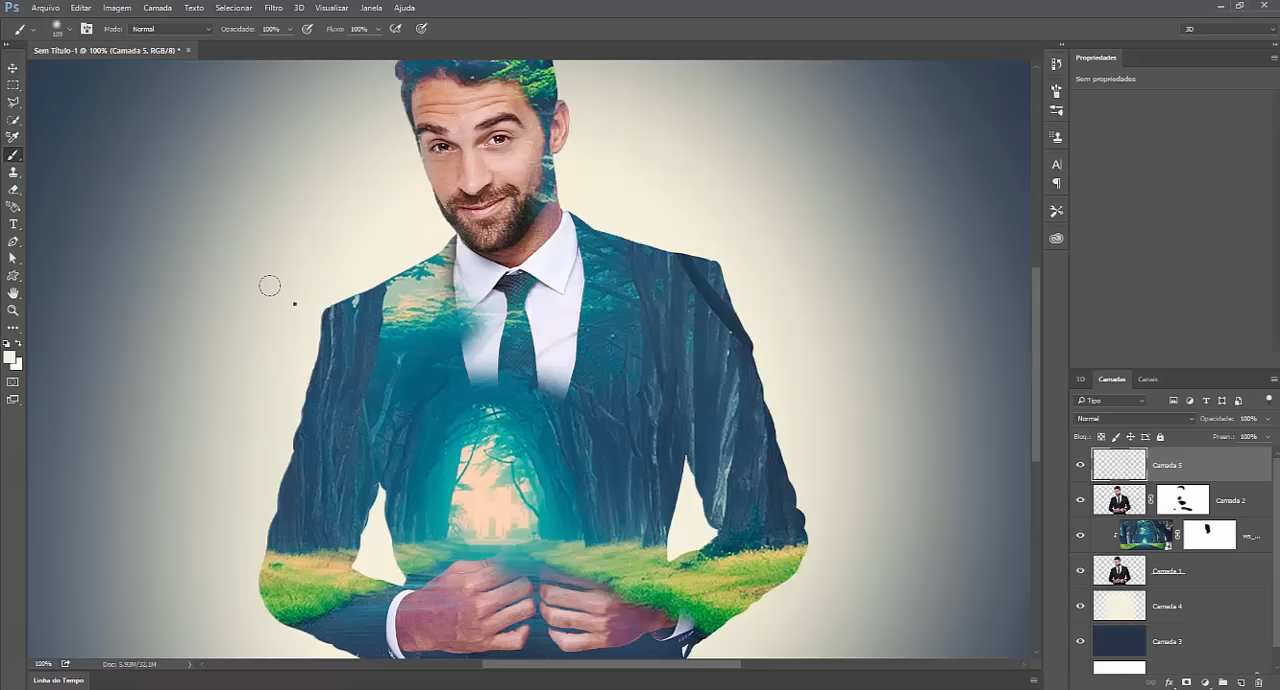 Ps Arquivo Editar Imagem Camada Texto Selecionar Filtro 3D Visualizar Janela Ajuda
109 Modo: Normal Opacidade: 100% Fluxo: 100% 3D
Sem Título-1 @ 100% (Camada 5, RGB/8) * ×
Propriedades
Sem propriedades
3D Camadas Canais
Tipo
Normal Opacidade: 100%
Bloq.: Preen.: 100%
Camada 5
Camada 2
ws_...
Camada 1
Camada 4
Camada 3
100% Doc: 5,93M/32,1M
Linha do Tempo